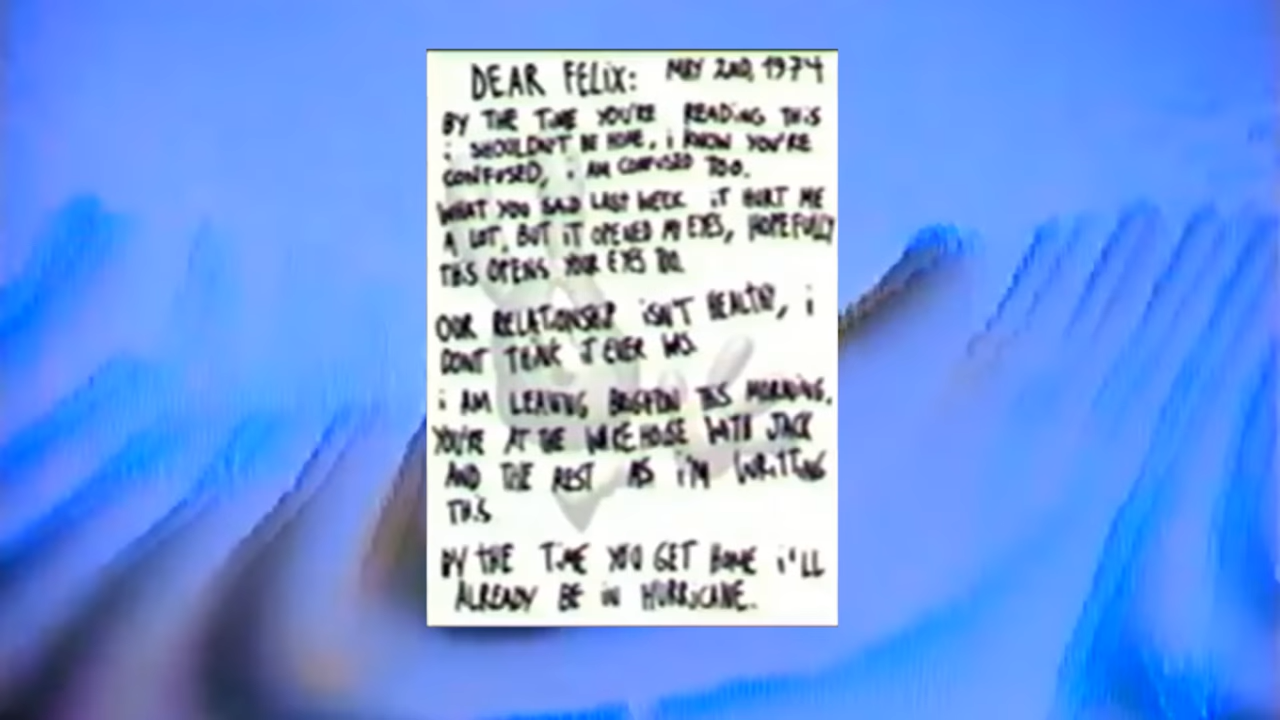 DEAR FELIX: MAY 2ND, 1974
BY THE TIME YOU'RE READING THIS
i SHOULDN'T BE HOME, i KNOW YOU'RE
CONFUSED, i AM CONFUSED TOO.
WHAT YOU SAID LAST WEEK iT HURT ME
A LOT, BUT iT OPENED MY EYES, HOPEFULLY
THIS OPENS YOUR EYES TOO.
OUR RELATIONSHIP iSN'T HEALTHY, i
DONT THINK iT EVER WAS.
i AM LEAVING BRIGHTON THIS MORNING.
YOU'RE AT THE WAREHOUSE WITH JACK
AND THE REST AS i'M WRiTTING
THIS.
BY THE TIME YOU GET HOME i'LL
ALREADY BE iN HURRiCANE.